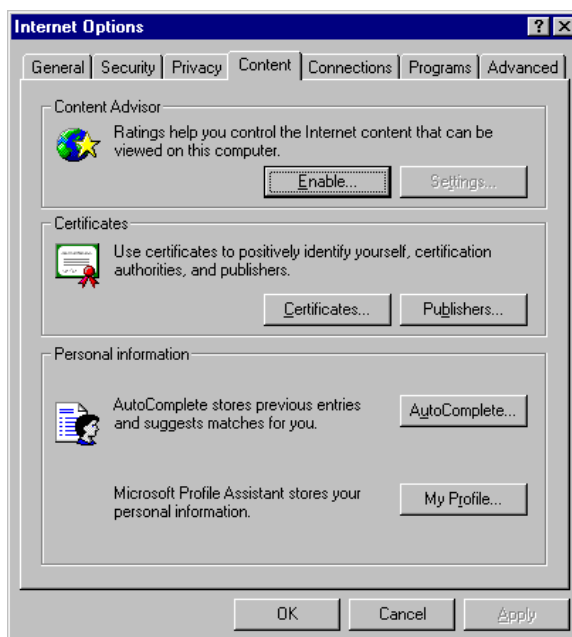 Internet Options
General Security Privacy Content Connections Programs Advanced
Content Advisor
Ratings help you control the Internet content that can be
viewed on this computer.
Enable... Settings...
Certificates
Use certificates to positively identify yourself, certification
authorities, and publishers.
Certificates... Publishers...
Personal information
AutoComplete stores previous entries
and suggests matches for you.
AutoComplete...
Microsoft Profile Assistant stores your
personal information.
My Profile...
OK Cancel Apply